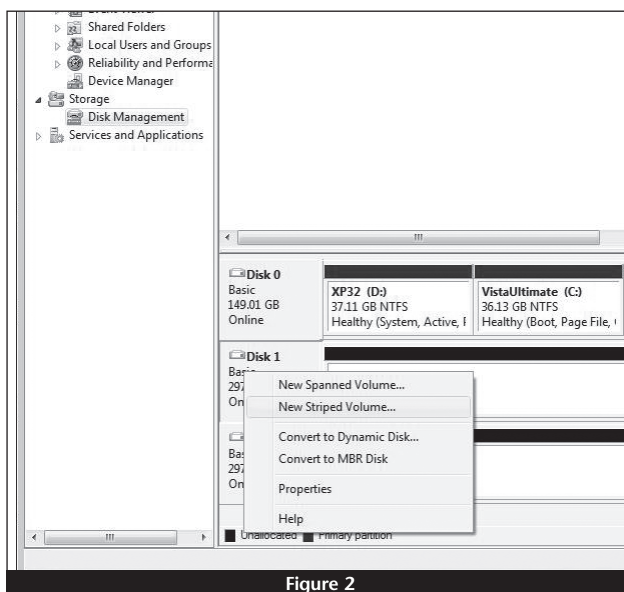 Shared Folders
Local Users and Groups
Reliability and Performa
Device Manager
Storage
Disk Management
Services and Applications
Disk 0
Basic
149.01 GB
Online
XP32 (D:)
37.11 GB NTFS
Healthy (System, Active,
VistaUltimate (C:)
36.13 GB NTFS
Healthy (Boot, Page File,
Disk 1
New Spanned Volume...
New Striped Volume...
Convert to Dynamic Disk...
Convert to MBR Disk
Properties
Help
Unallocated
Primary partition
Figure 2